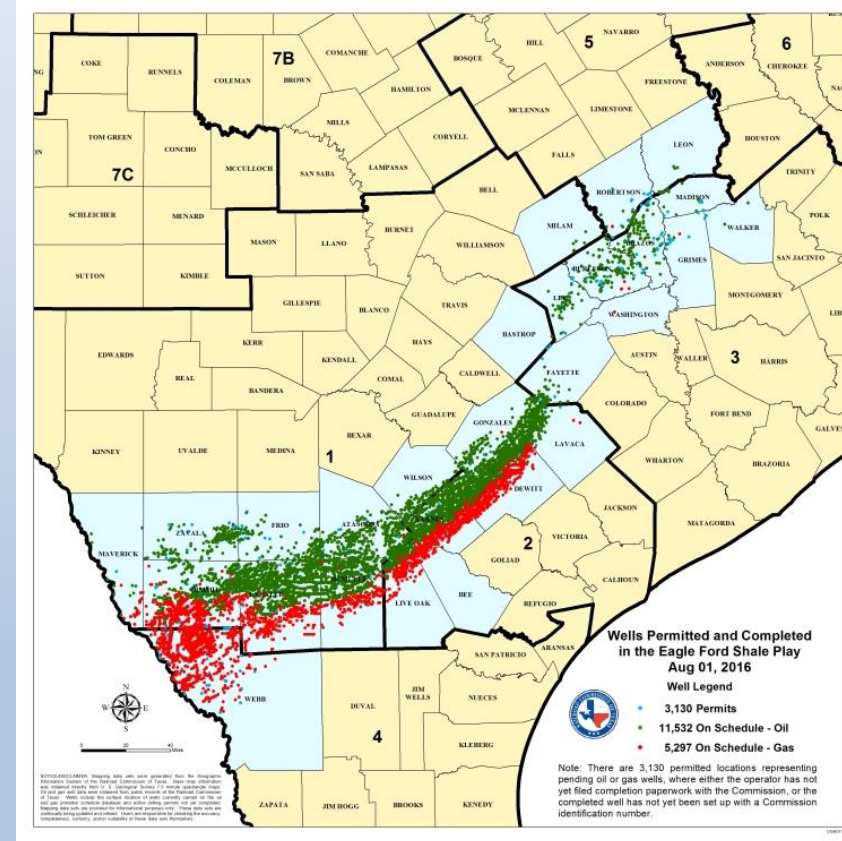 COKE
RUNNELS
COLEMAN
7B
BROWN
COMANCHE
BOSQUE
HILL
5
NAVARRO
6
ANDERSON
CHEROKEE
HAMILTON
FREESTONE
MILLS
MCLENNAN
LIMESTONE
TOM GREEN
CONCHO
CORYELL
LEON
HOUSTON
7C
MCCULLOCH
SAN SABA
LAMPASAS
FALLS
TRINITY
BELL
ROBERTSON
MADISON
SCHLEICHER
MENARD
POLK
MASON
LLANO
BURNET
MILAM
WALKER
WILLIAMSON
BRAZOS
SAN JACINTO
GRIMES
SUTTON
KIMBLE
BURLESON
MONTGOMERY
GILLESPIE
BLANCO
TRAVIS
LEE
WASHINGTON
BASTROP
EDWARDS
KERR
HAYS
AUSTIN
WALLER
3
HARRIS
KENDALL
CALDWELL
FAYETTE
REAL
COMAL
BANDERA
COLORADO
GUADALUPE
FORT BEND
GONZALES
KINNEY
UVALDE
MEDINA
1
BEXAR
LAVACA
WHARTON
BRAZORIA
WILSON
DEWITT
JACKSON
MATAGORDA
ZAVALA
FRIO
MAVERICK
VICTORIA
2
GOLIAD
CALHOUN
LIVE OAK
BEE
REFUGIO
ARANSAS
SAN PATRICIO
WEBB
DUVAL
JIM
WELLS
NUECES
4
KLEBERG
ZAPATA
JIM HOGG
BROOKS
KENEDY
N
W
E
S
0 20 40
Miles
Wells Permitted and Completed
in the Eagle Ford Shale Play
Aug 01, 2016
Well Legend
3,130 Permits
11,532 On Schedule - Oil
5,297 On Schedule - Gas
Note: There are 3,130 permitted locations representing
pending oil or gas wells, where either the operator has not
yet filed completion paperwork with the Commission, or the
completed well has not yet been set up with a Commission
identification number.